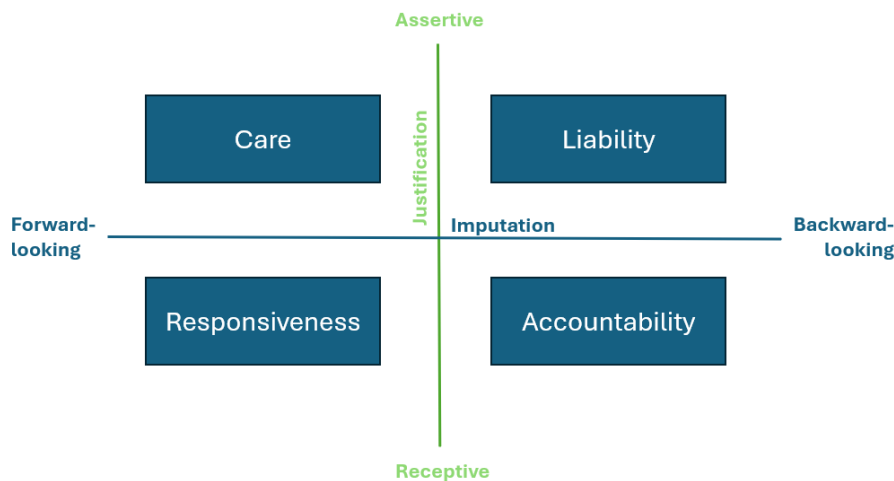 Assertive
Care
Justification
Liability
Forward-
looking
Imputation
Backward-
looking
Responsiveness
Accountability
Receptive